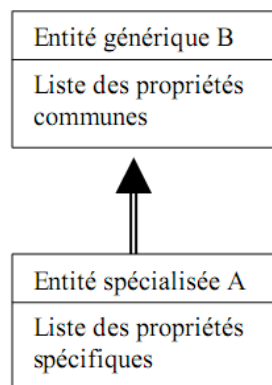 Entité générique B
Liste des propriétés
communes
Entité spécialisée A
Liste des propriétés
spécifiques